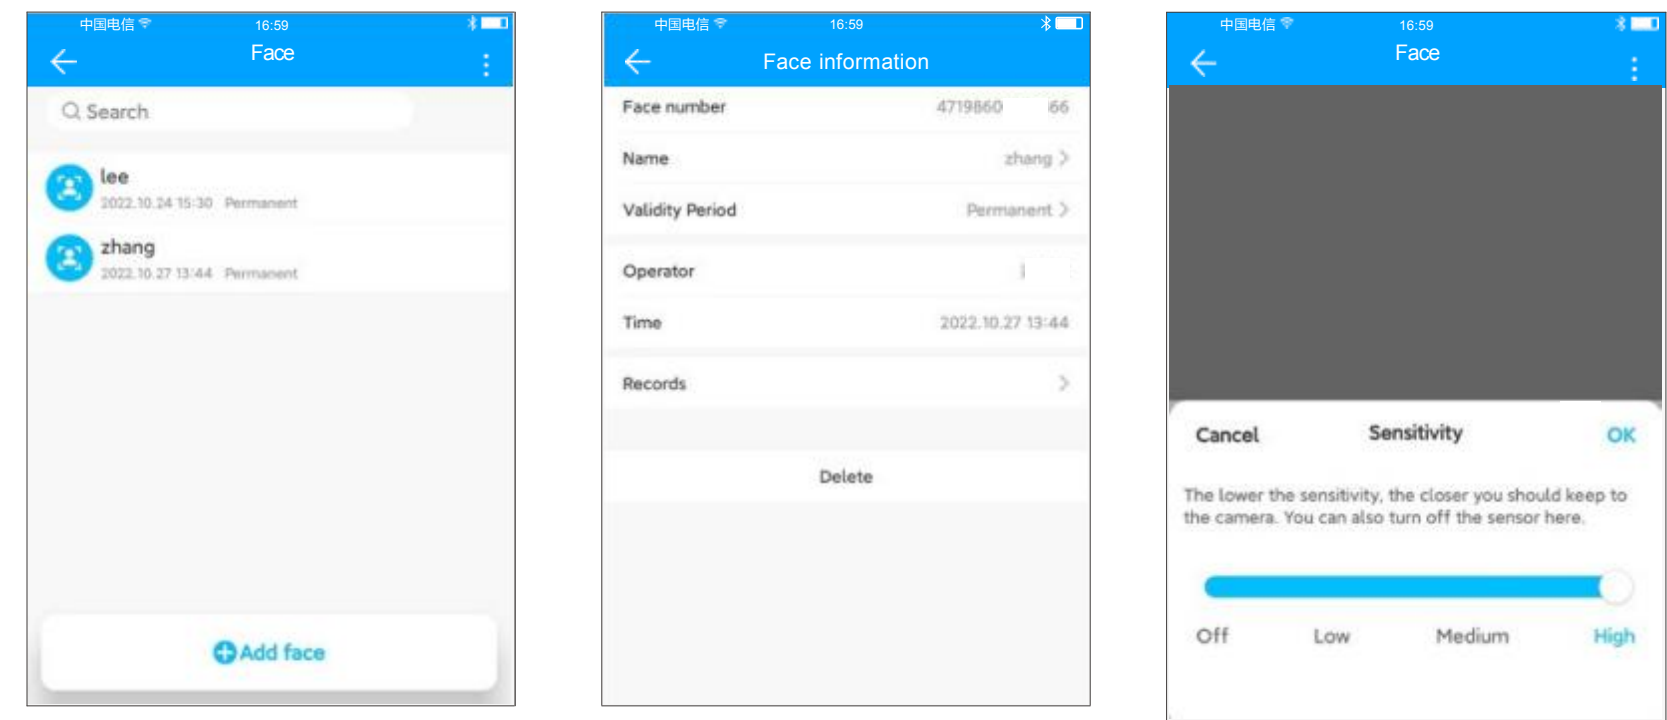 中国电信
16:59
Face
Search
lee
2022.10.24 15:30 Permanent
zhang
2022.10.27 13:44 Permanent
Add face
中国电信
16:59
Face information
Face number 4719860 66
Name zhang
Validity Period Permanent
Operator
Time 2022.10.27 13:44
Records
Delete
中国电信
16:59
Face
Cancel Sensitivity OK
The lower the sensitivity, the closer you should keep to
the camera. You can also turn off the sensor here.
Off Low Medium High